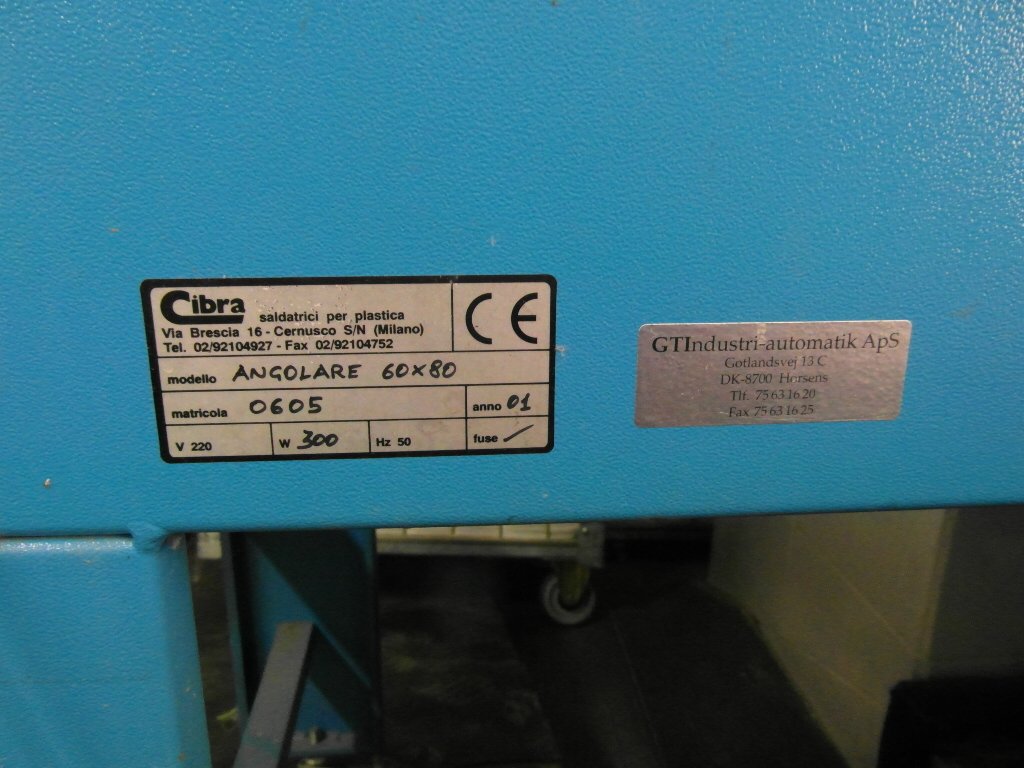 Cibra saldatrici per plastica
Via Brescia 16 - Cernusco S/N (Milano)
Tel. 02/92104927 - Fax 02/92104752
CE
modello ANGOLARE 60x80
matricola 0605 anno 01
V 220 W 300 Hz 50 fuse
GTIndustri-automatik ApS
Gotlandsvej 13 C
DK-8700 Horsens
Tlf. 75 63 16 20
Fax 75 63 16 25